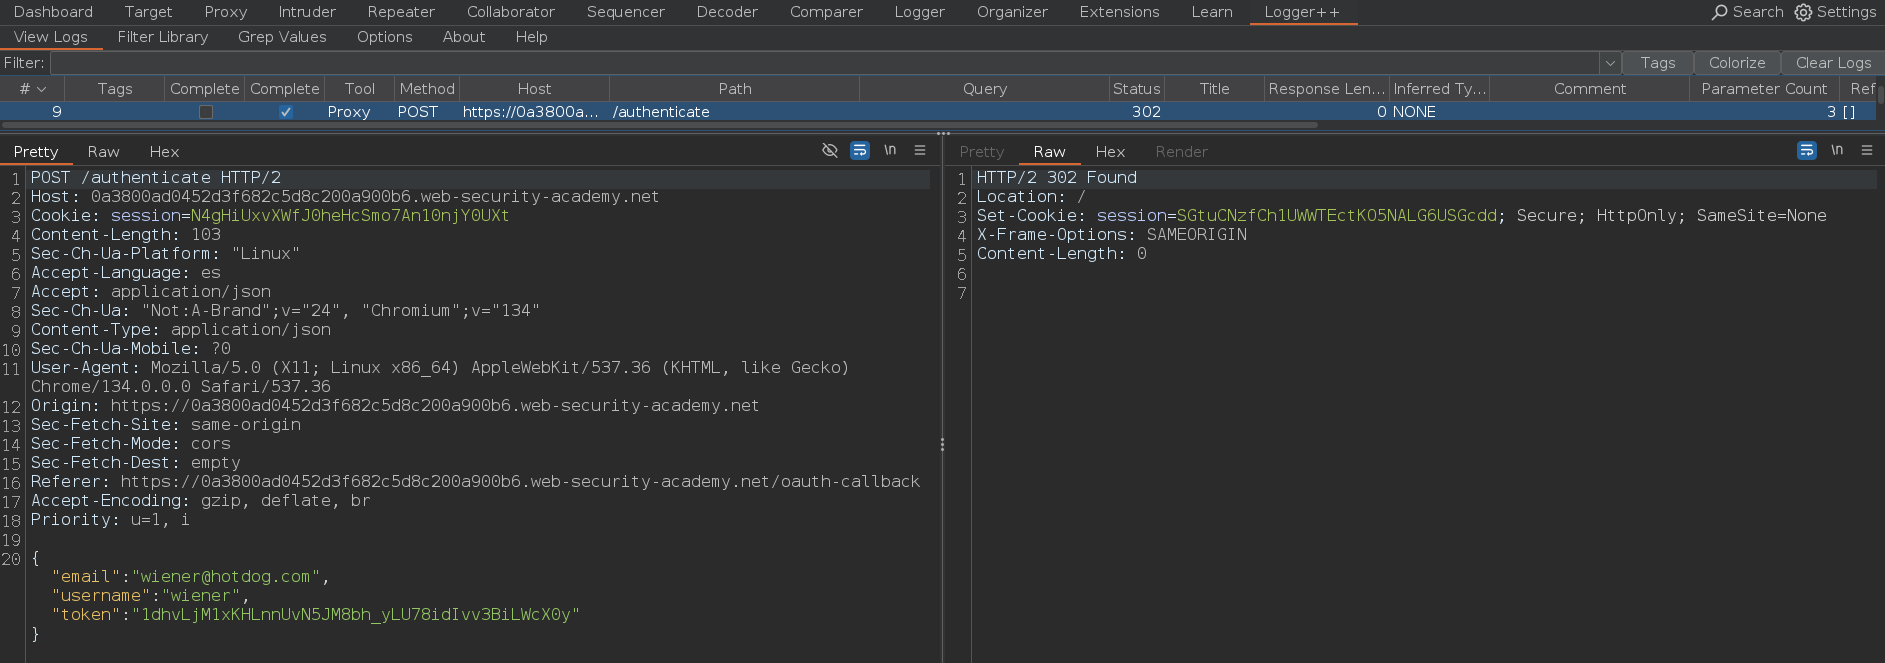 Dashboard Target Proxy Intruder Repeater Collaborator Sequencer Decoder Comparer Logger Organizer Extensions Learn Logger++ Search Settings
View Logs Filter Library Grep Values Options About Help
Filter: Tags Colorize Clear Logs
# Tags Complete Complete Tool Method Host Path Query Status Title Response Len... Inferred Ty... Comment Parameter Count Ref
9 Proxy POST https://0a3800a... /authenticate 302 0 NONE 3 []
Pretty Raw Hex \n
1 POST /authenticate HTTP/2
2 Host: 0a3800ad0452d3f682c5d8c200a900b6.web-security-academy.net
3 Cookie: session=N4gHiUxvXWfJ0heHcSmo7An10njY0UXt
4 Content-Length: 103
5 Sec-Ch-Ua-Platform: "Linux"
6 Accept-Language: es
7 Accept: application/json
8 Sec-Ch-Ua: "Not:A-Brand";v="24", "Chromium";v="134"
9 Content-Type: application/json
10 Sec-Ch-Ua-Mobile: ?0
11 User-Agent: Mozilla/5.0 (X11; Linux x86_64) AppleWebKit/537.36 (KHTML, like Gecko)
Chrome/134.0.0.0 Safari/537.36
12 Origin: https://0a3800ad0452d3f682c5d8c200a900b6.web-security-academy.net
13 Sec-Fetch-Site: same-origin
14 Sec-Fetch-Mode: cors
15 Sec-Fetch-Dest: empty
16 Referer: https://0a3800ad0452d3f682c5d8c200a900b6.web-security-academy.net/oauth-callback
17 Accept-Encoding: gzip, deflate, br
18 Priority: u=1, i
19
20 {
"email":"wiener@hotdog.com",
"username":"wiener",
"token":"1dhvLjM1xKHLnnUvN5JM8bh_yLU78idIvv3BiLWcX0y"
}
Pretty Raw Hex Render \n
1 HTTP/2 302 Found
2 Location: /
3 Set-Cookie: session=SGtuCNzfCh1UWWTEctKO5NALG6USGcdd; Secure; HttpOnly; SameSite=None
4 X-Frame-Options: SAMEORIGIN
5 Content-Length: 0
6
7